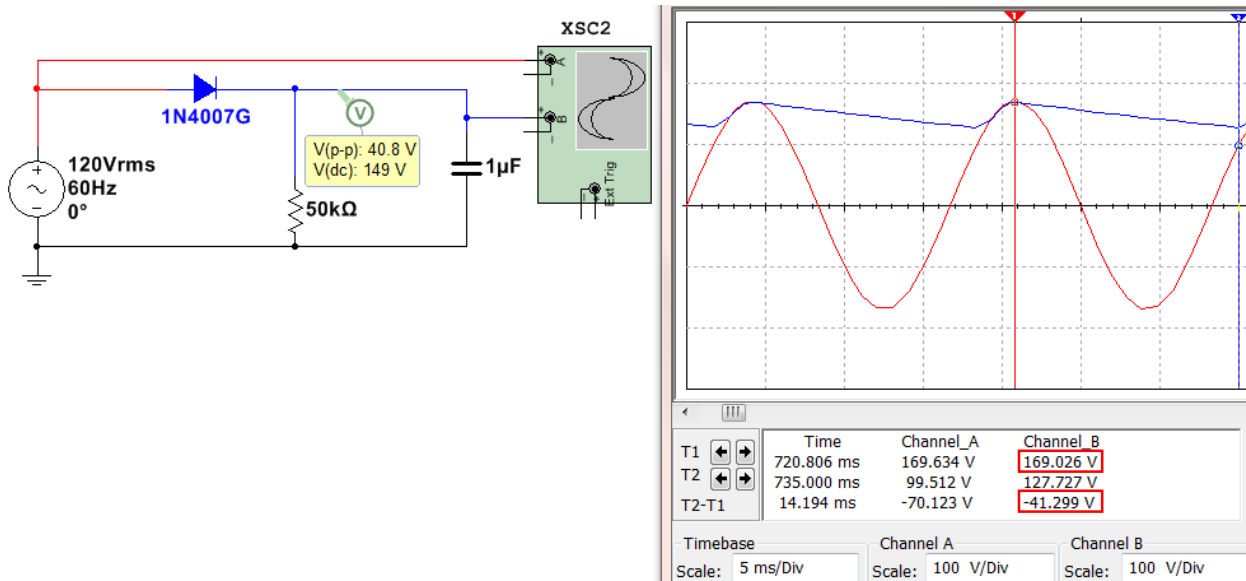 XSC2
A
B
Ext Trig
+
−
+
−
+
−
1N4007G
V
V(p-p): 40.8 V
V(dc): 149 V
120Vrms
60Hz
0°
50kΩ
1µF
1
2
Time Channel_A Channel_B
T1 720.806 ms 169.634 V 169.026 V
T2 735.000 ms 99.512 V 127.727 V
T2-T1 14.194 ms -70.123 V -41.299 V
Timebase Channel A Channel B
Scale: 5 ms/Div Scale: 100 V/Div Scale: 100 V/Div